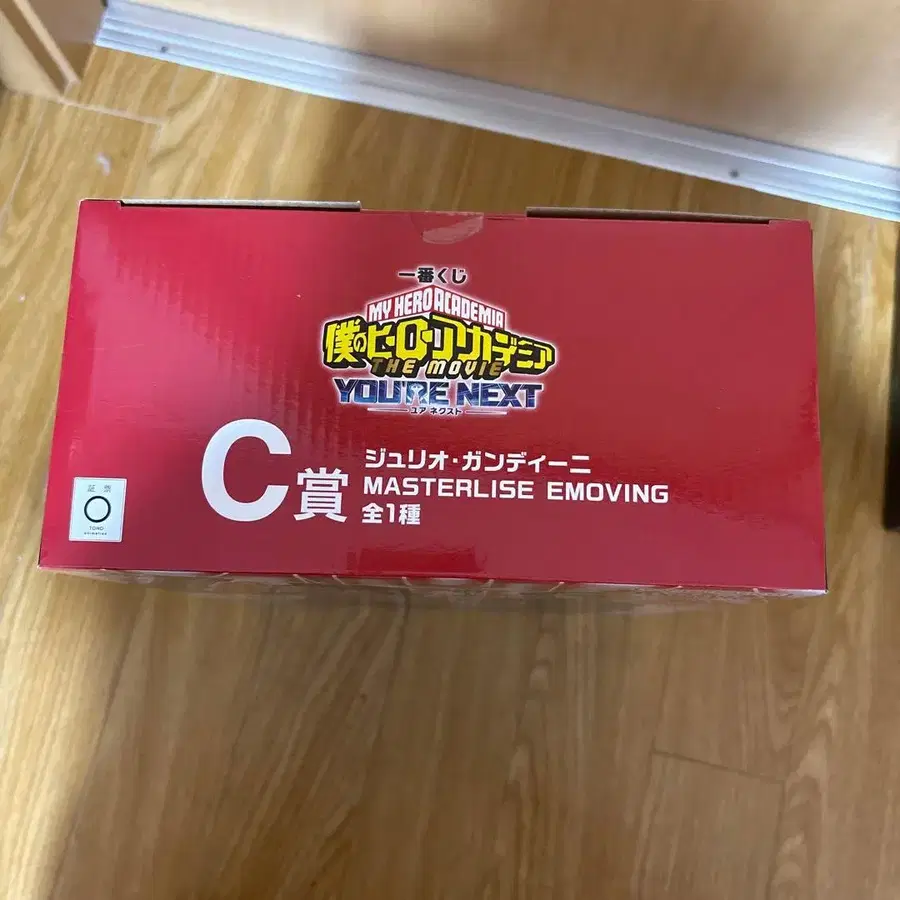 一番くじ
MY HERO ACADEMIA
僕のヒーローアカデミア
THE MOVIE
YOU'RE NEXT
ユア ネクスト
C賞
ジュリオ・ガンディーニ
MASTERLISE EMOVING
全1種
証票
TOHO
animation